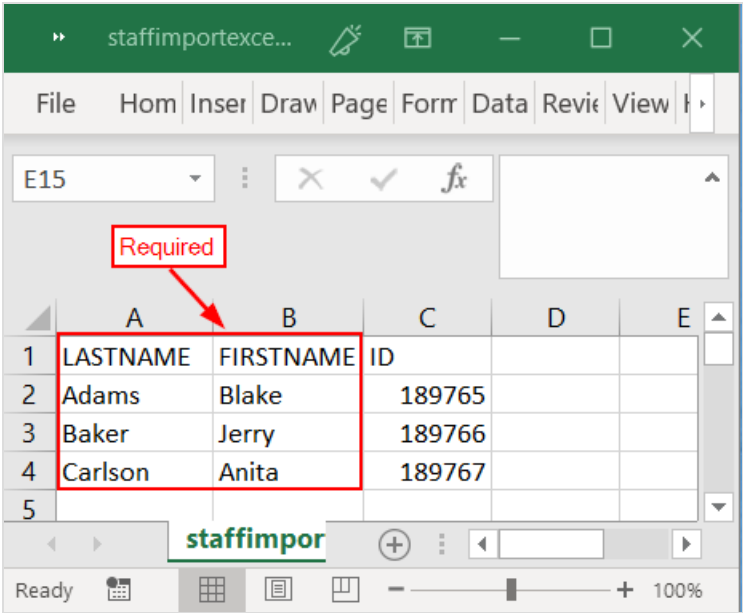 staffimportexce...
File Hom Inser Draw Page Form Data Revie View
E15 fx
Required
A B C D E
1 LASTNAME FIRSTNAME ID
2 Adams Blake 189765
3 Baker Jerry 189766
4 Carlson Anita 189767
5
staffimpor
Ready 100%